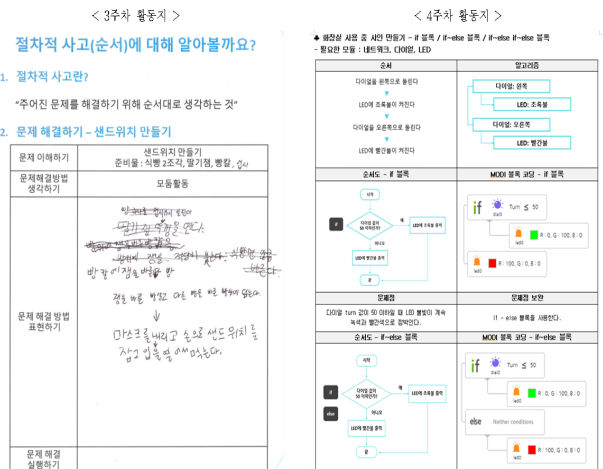 < 3주차 활동지 >
절차적 사고(순서)에 대해 알아볼까요?
1. 절차적 사고란?
"주어진 문제를 해결하기 위해 순서대로 생각하는 것"
2. 문제 해결하기 – 샌드위치 만들기
문제 이해하기
샌드위치 만들기
준비물 : 식빵 2조각, 딸기잼, 빵칼, 접시
문제해결방법
생각하기
모둠활동
문제 해결 방법
표현하기
뚜껑을 연다.
빵칼에 잼을
잼을 바른 빵 다른 빵을
마스크를 내리고 손으로 샌드위치를
잡고 입을 먹는다.
문제 해결
실행하기
< 4주차 활동지 >
♣ 화장실 사용 중 사인 만들기 - if 블록 / if-else 블록 / if-else if-else 블록
- 필요한 모듈 : 네트워크, 다이얼, LED
순서
알고리즘
다이얼을 왼쪽으로 돌린다
LED에 초록불이 켜진다
다이얼을 오른쪽으로 돌린다
LED에 빨간불이 켜진다
다이얼: 왼쪽
LED: 초록불
다이얼: 오른쪽
LED: 빨간불
순서도 - if 블록
MODI 블록 코딩 - if 블록
시작
if
다이얼 값이
50 이하인가?
예
LED에 초록불 출력
아니오
LED에 빨간불 출력
끝
if
Turn ≤ 50
dial0
R : 0, G : 100, B : 0
led0
R : 100, G : 0, B : 0
led0
문제점
문제점 보완
다이얼 turn 값이 50 이하일 때 LED 불빛이 계속
녹색과 빨간색으로 깜박인다.
if - else 블록을 사용한다.
순서도 - if-else 블록
MODI 블록 코딩 - if-else 블록
시작
if
다이얼 값이
50 이하인가?
예
LED에 초록불 출력
else
아니오
LED에 빨간불 출력
끝
if
Turn ≤ 50
dial0
R : 0, G : 100, B : 0
led0
else
Neither conditions
R : 100, G : 0, B : 0
led0